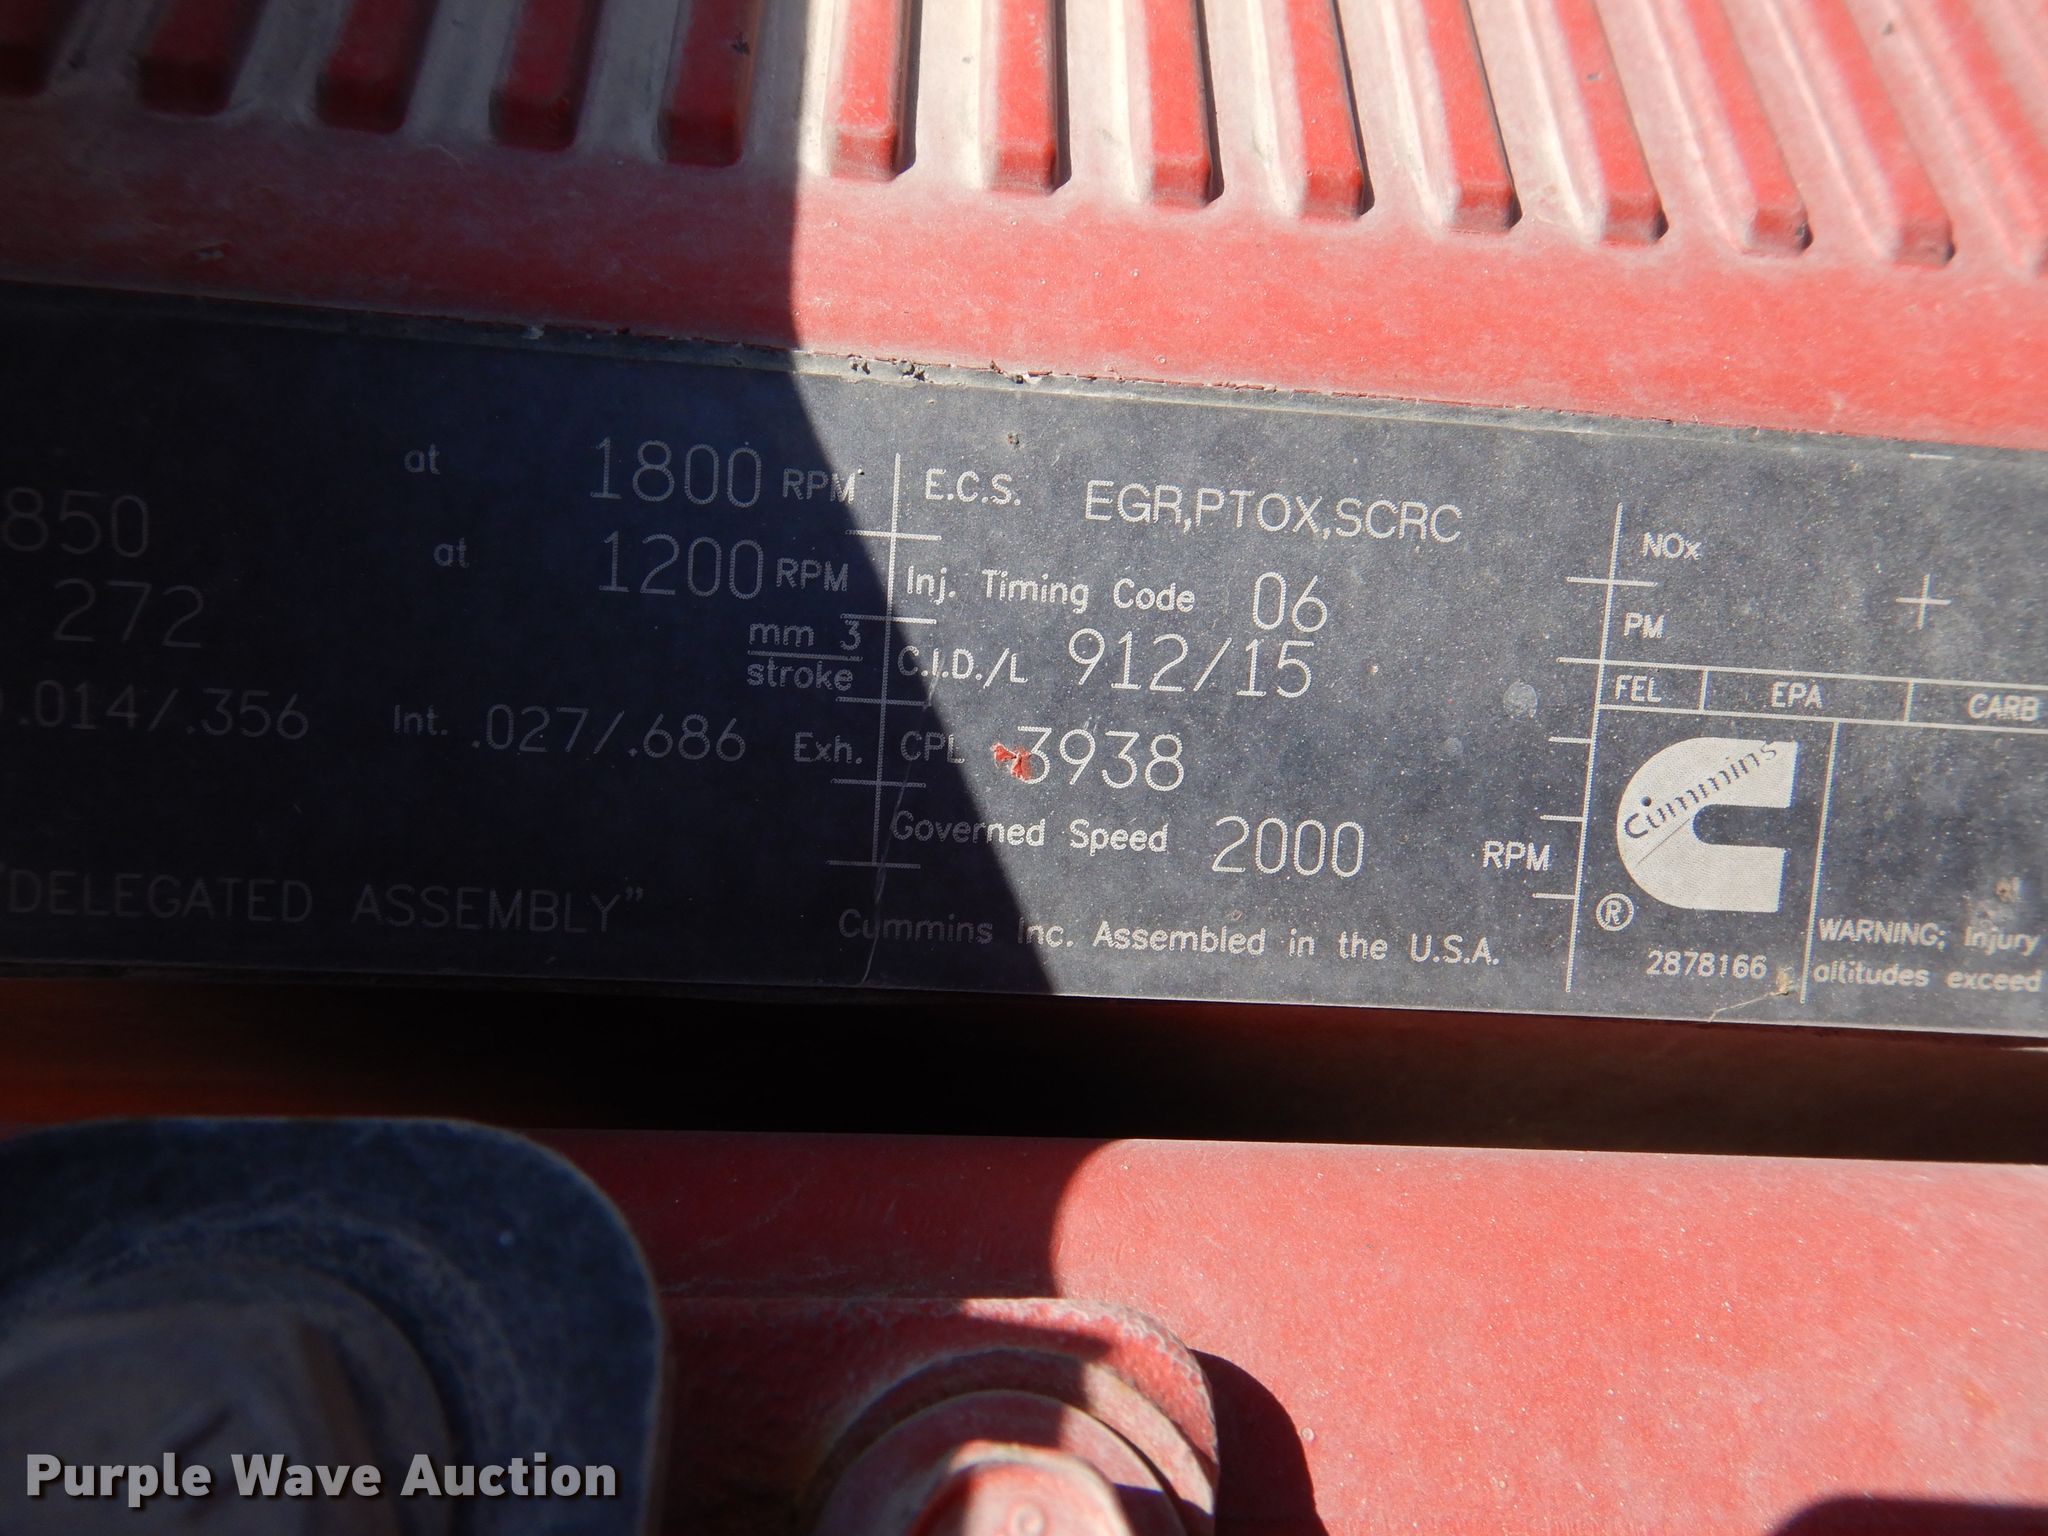 at 1800 RPM
850 at 1200 RPM
272 mm 3
stroke
.014/.356 Int. .027/.686 Exh.
"DELEGATED ASSEMBLY"
E.C.S. EGR,PTOX,SCRC
Inj. Timing Code 06
C.I.D./L 912/15
CPL 3938
Governed Speed 2000 RPM
Cummins Inc. Assembled in the U.S.A.
NOx
PM +
FEL EPA CARB
Cummins
®
2878166
WARNING; Injury
altitudes exceed
Purple Wave Auction